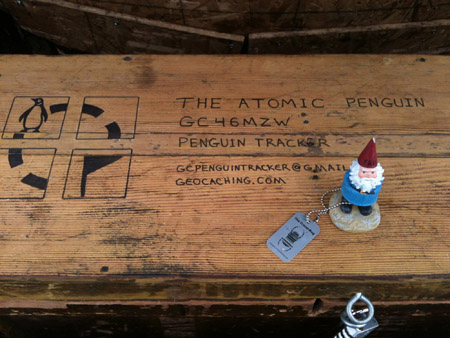 THE ATOMIC PENGUIN
GC46MZW
PENGUIN TRACKER
GCPENGUINTRACKER@GMAIL
GEOCACHING.COM